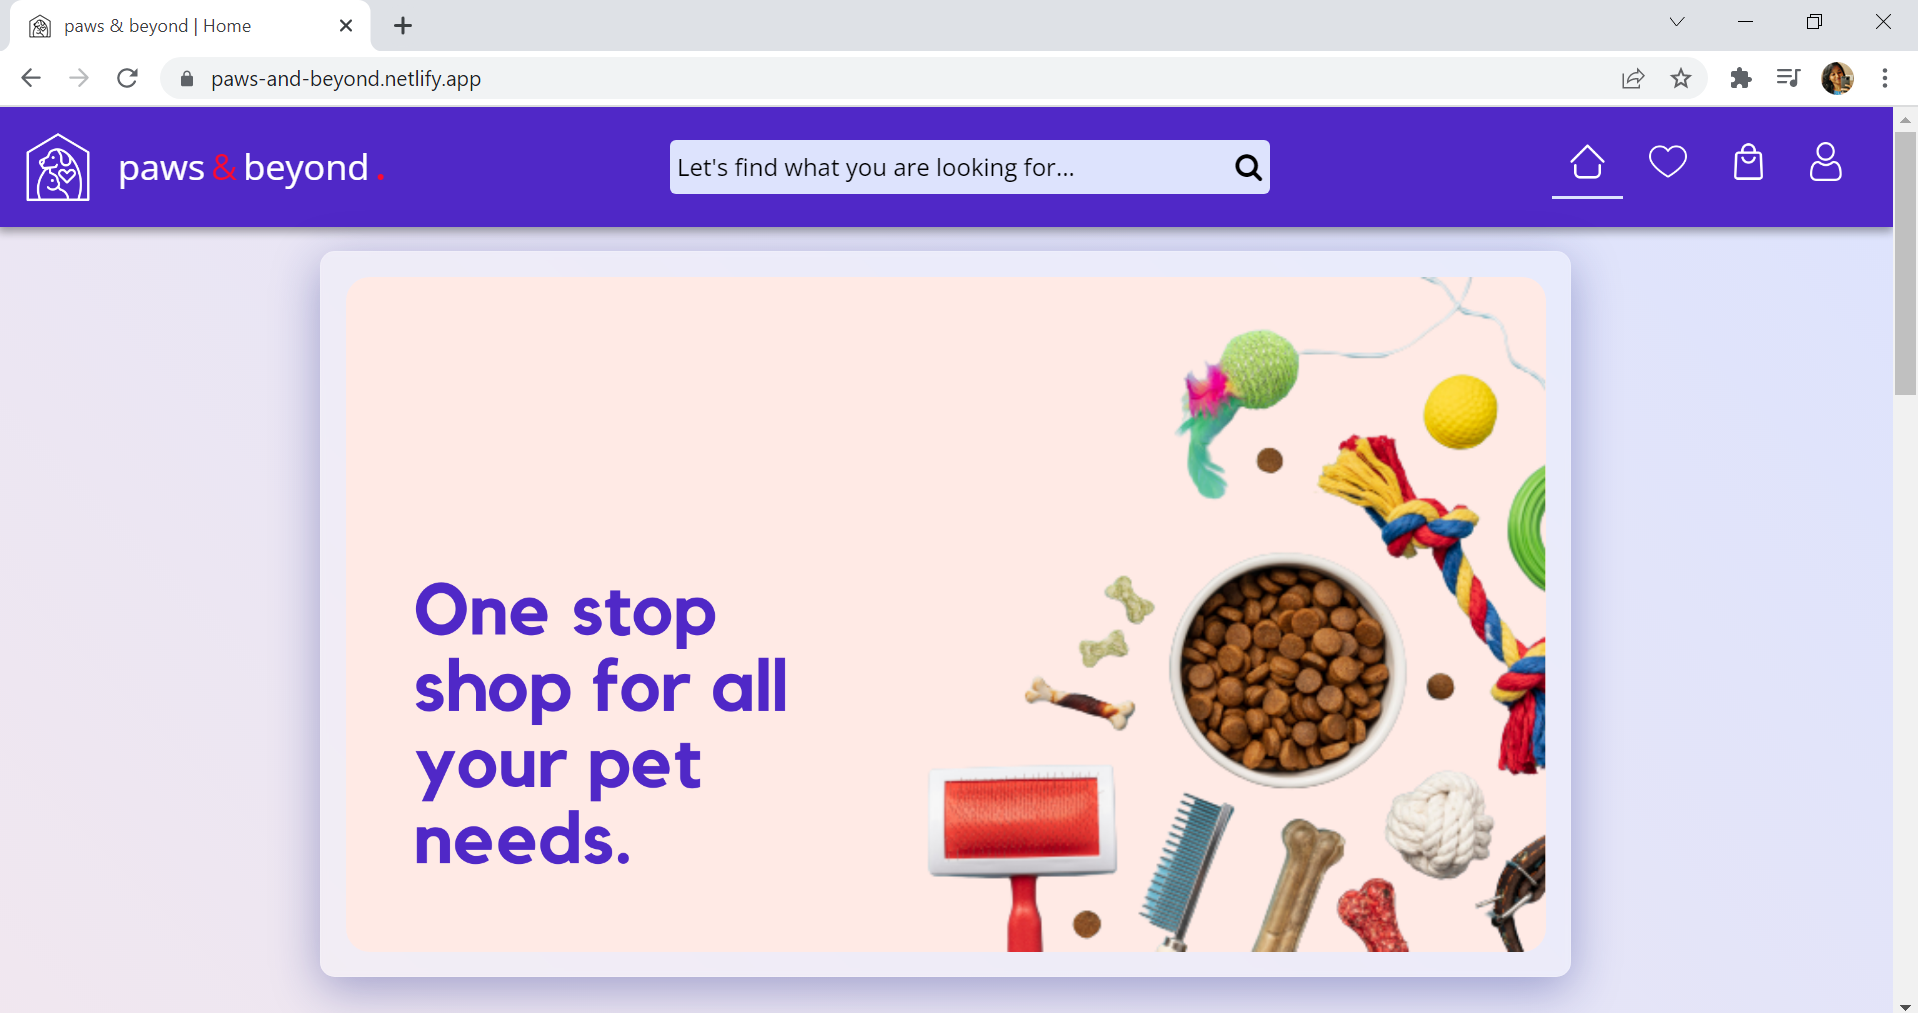 paws & beyond | Home
paws-and-beyond.netlify.app
paws & beyond.
Let's find what you are looking for...
One stop
shop for all
your pet
needs.